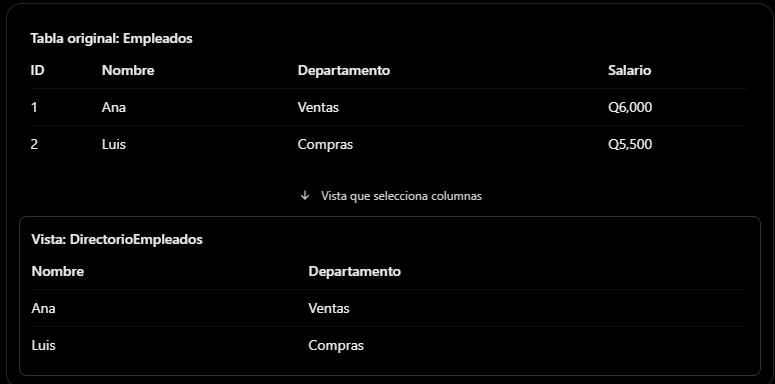 Tabla original: Empleados
ID Nombre Departamento Salario
1 Ana Ventas Q6,000
2 Luis Compras Q5,500
↓ Vista que selecciona columnas
Vista: DirectorioEmpleados
Nombre Departamento
Ana Ventas
Luis Compras